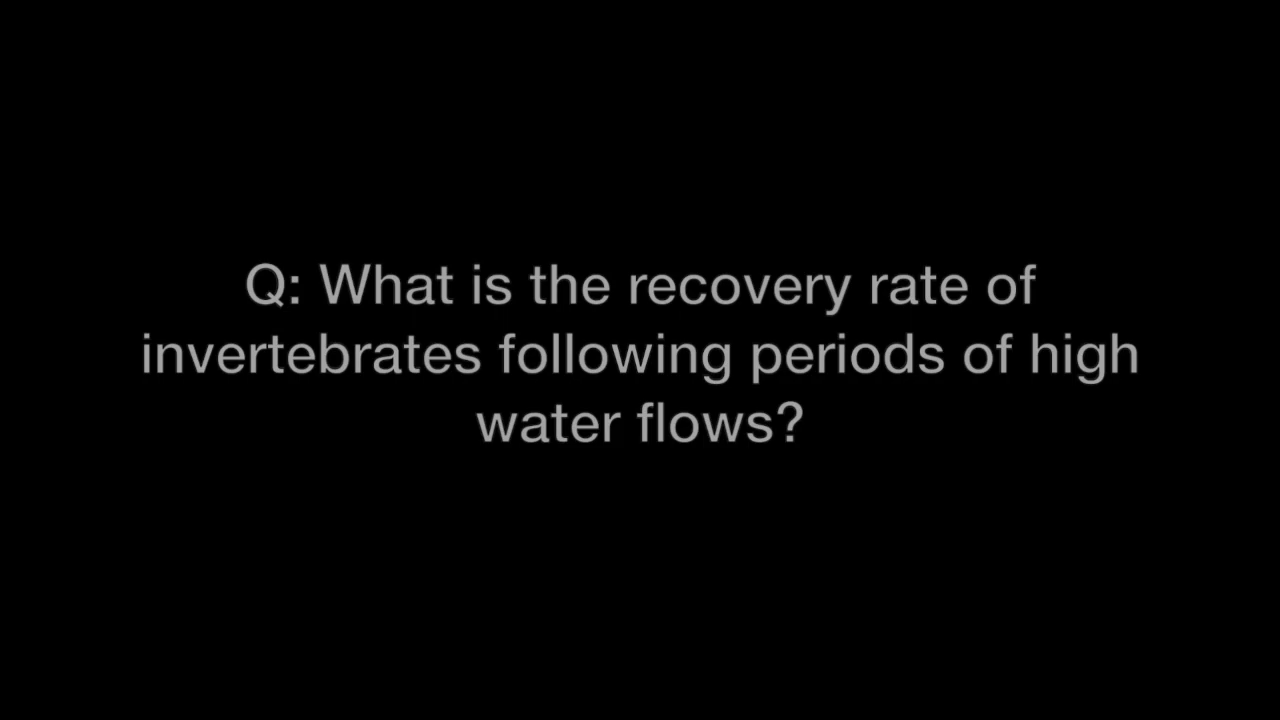 Q: What is the recovery rate of
invertebrates following periods of high
water flows?